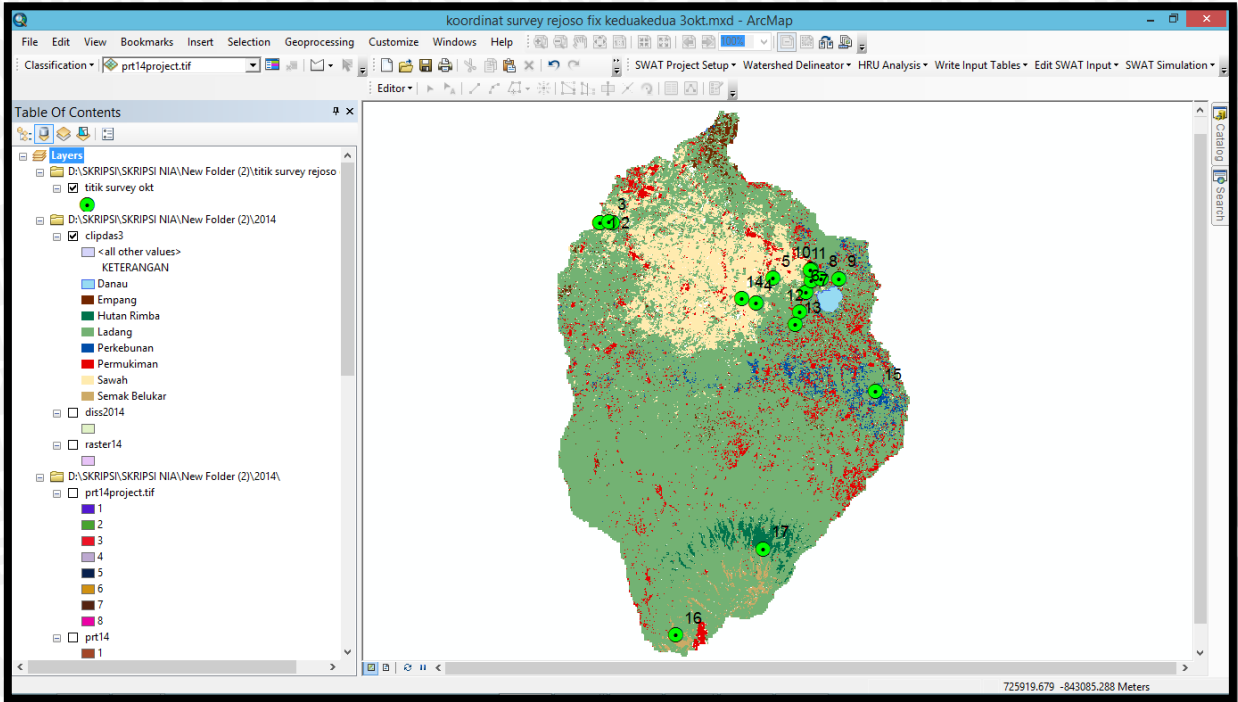 koordinat survey rejoso fix keduakedua 3okt.mxd - ArcMap
File Edit View Bookmarks Insert Selection Geoprocessing Customize Windows Help 100%
Classification prt14project.tif SWAT Project Setup Watershed Delineator HRU Analysis Write Input Tables Edit SWAT Input SWAT Simulation
Editor
Table Of Contents
Layers
D:\SKRIPSI\SKRIPSI NIA\New Folder (2)\titik survey rejoso
titik survey okt
D:\SKRIPSI\SKRIPSI NIA\New Folder (2)\2014
clipdas3
<all other values>
KETERANGAN
Danau
Empang
Hutan Rimba
Ladang
Perkebunan
Permukiman
Sawah
Semak Belukar
diss2014
raster14
D:\SKRIPSI\SKRIPSI NIA\New Folder (2)\2014\
prt14project.tif
1
2
3
4
5
6
7
8
prt14
1
3
1 2
5 10 11 8 9
6 7
14 4 12
13
15
17
16
Catalog
Search
725919.679 -843085.288 Meters